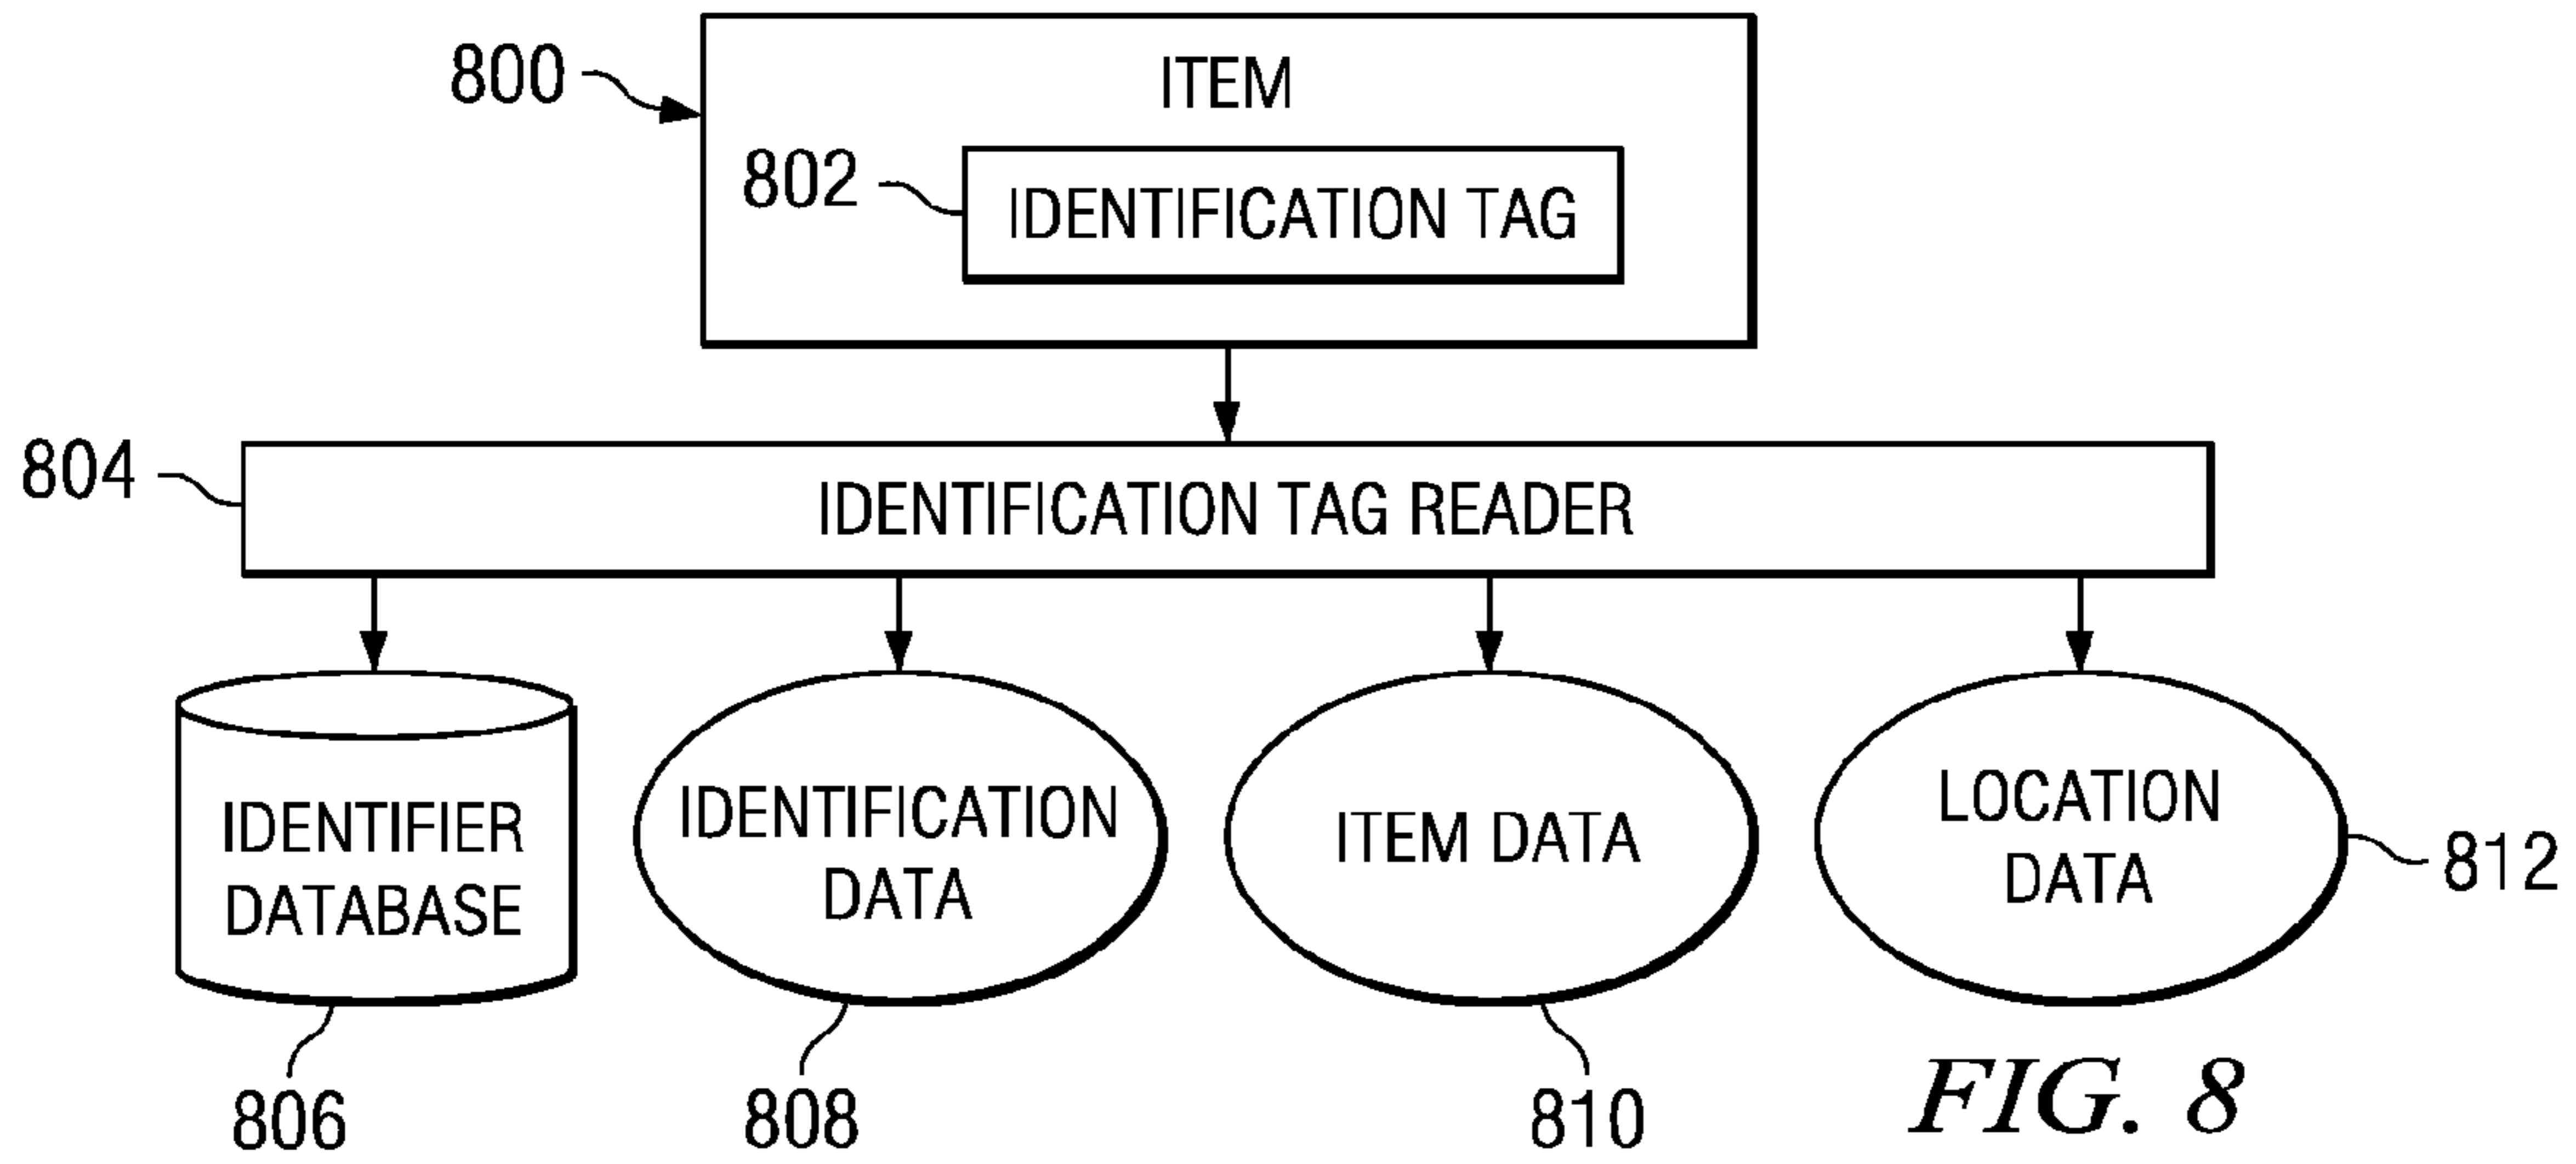 800
ITEM
802
IDENTIFICATION TAG
804
IDENTIFICATION TAG READER
IDENTIFIER
DATABASE
IDENTIFICATION
DATA
ITEM DATA
LOCATION
DATA
812
806
808
810
FIG. 8